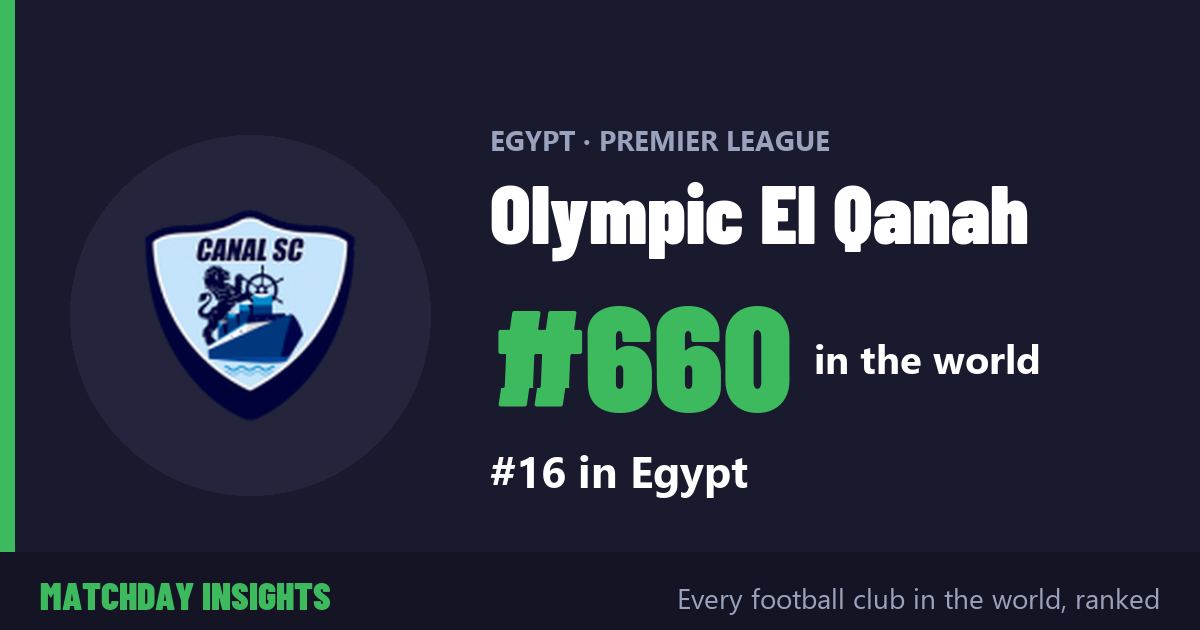 EGYPT · PREMIER LEAGUE
Olympic El Qanah
CANAL SC
#660 in the world
#16 in Egypt
MATCHDAY INSIGHTS
Every football club in the world, ranked